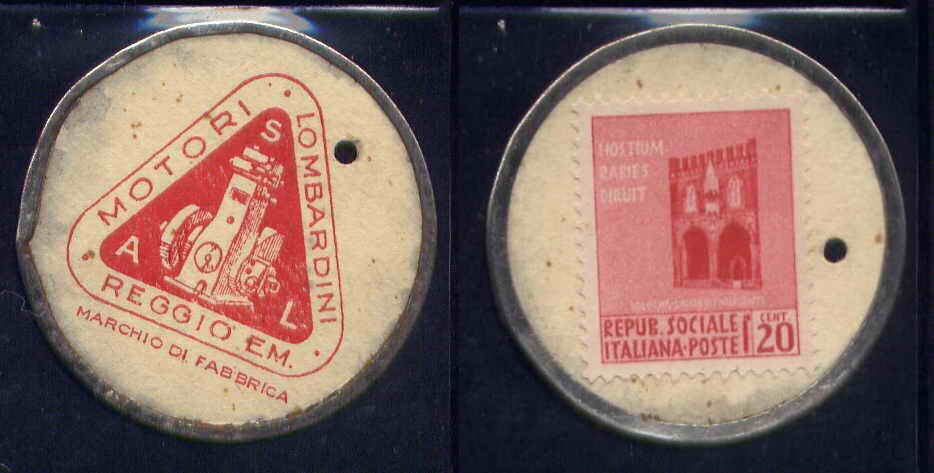 MOTORI
LOMBARDINI
REGGIO EM.
S
A
L
MARCHIO DI FABBRICA
HOSTIUM
RABIES
DIRUIT
REPUB. SOCIALE
ITALIANA·POSTE
CENT.
20